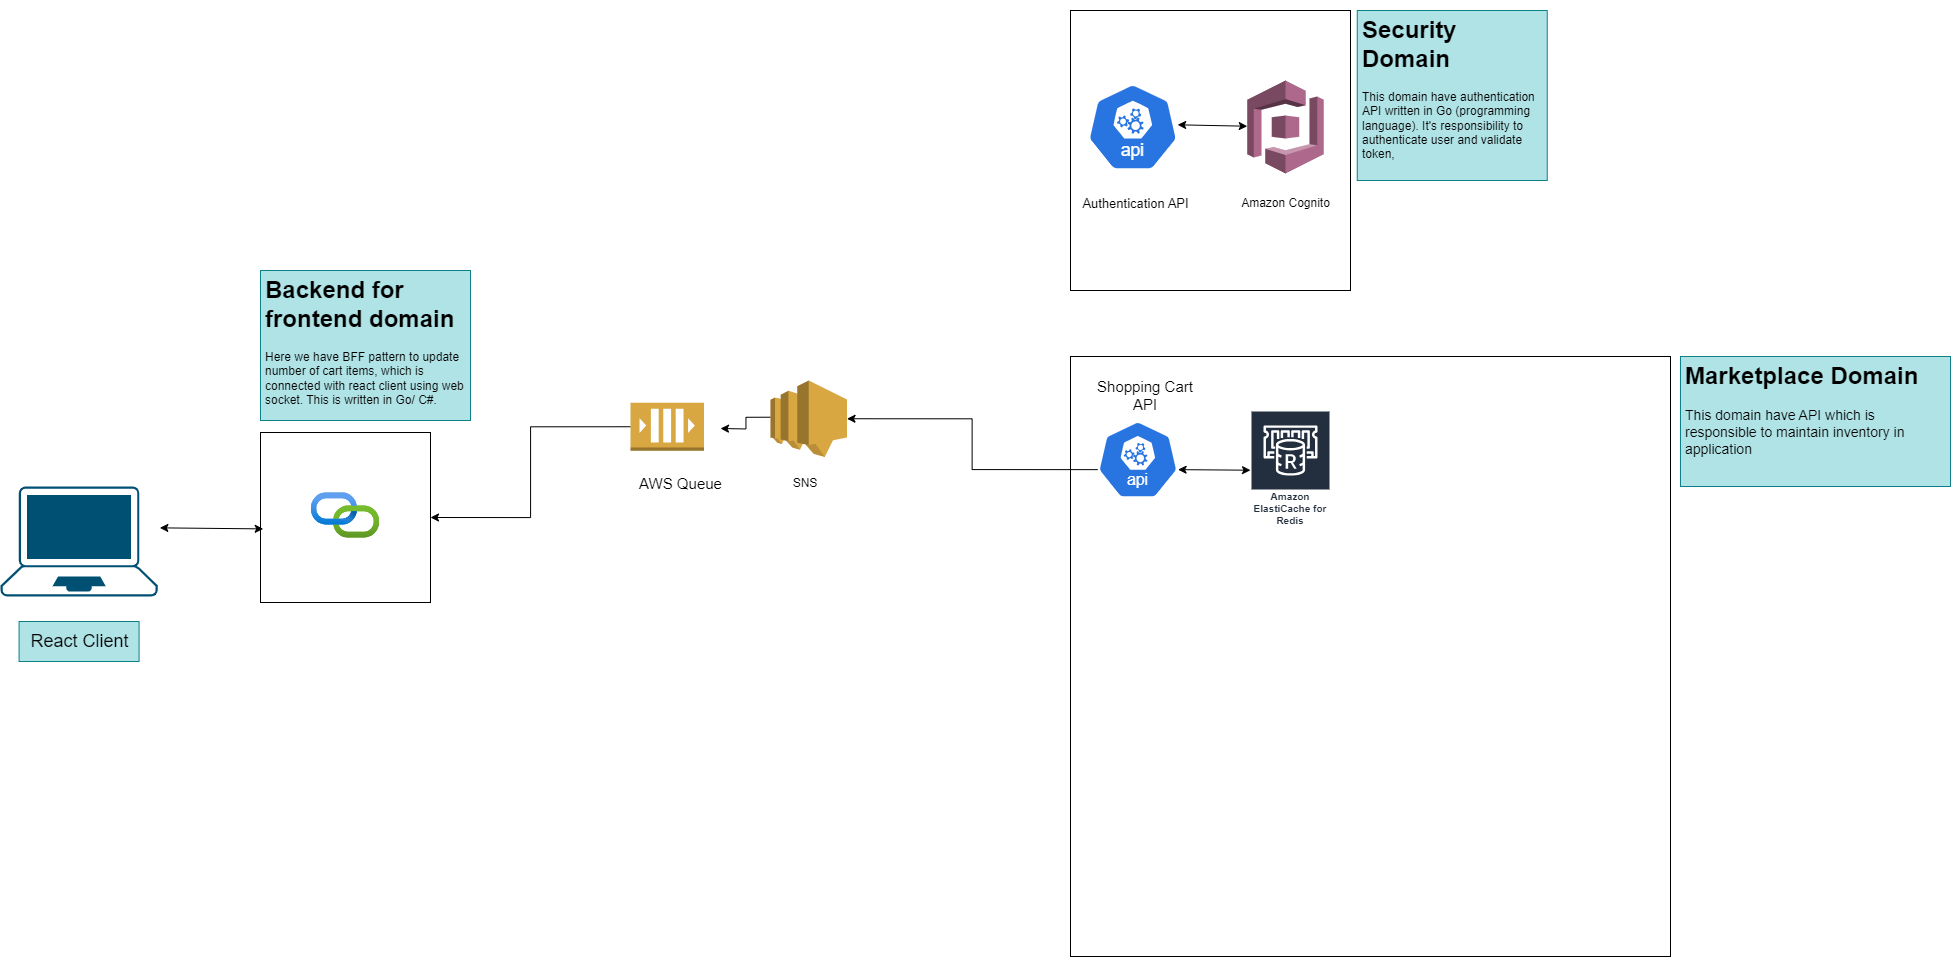 Security
Domain
This domain have authentication
API written in Go (programming
language). It's responsibility to
authenticate user and validate
token,
api
Authentication API
Amazon Cognito
Backend for
frontend domain
Here we have BFF pattern to update
number of cart items, which is
connected with react client using web
socket. This is written in Go/ C#.
AWS Queue
SNS
Shopping Cart
API
api
R
Amazon
ElastiCache for
Redis
Marketplace Domain
This domain have API which is
responsible to maintain inventory in
application
React Client